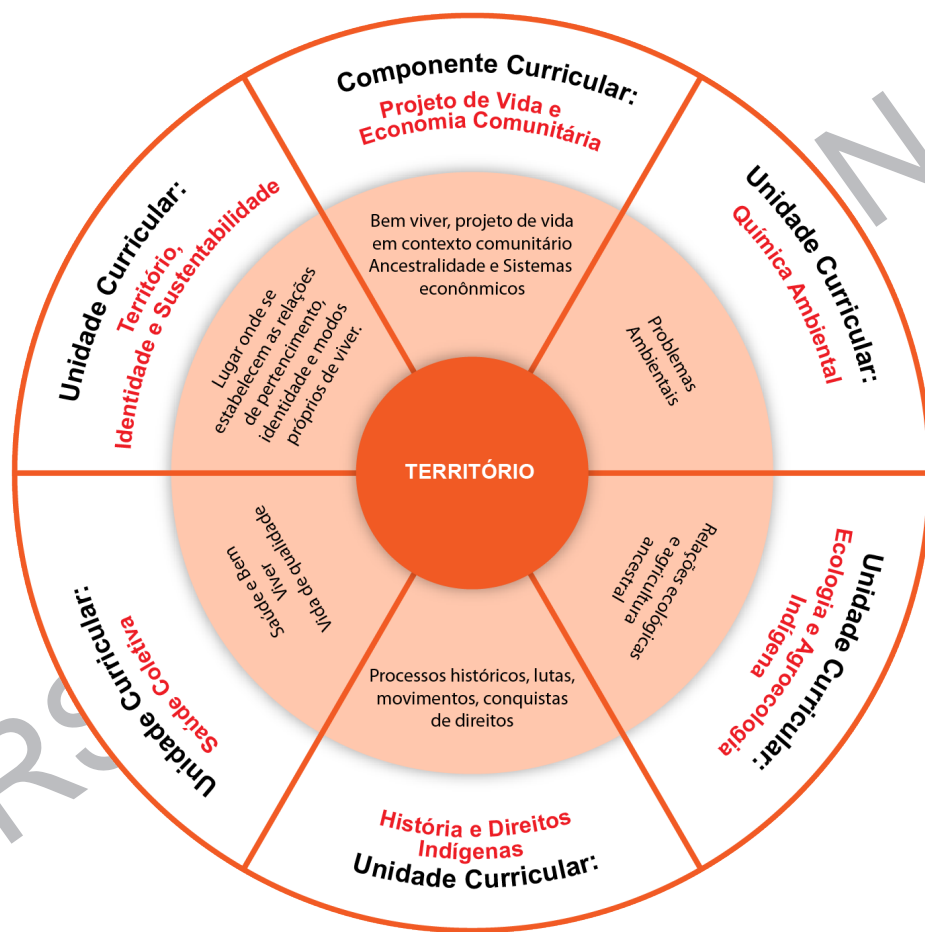 Componente Curricular:
Projeto de Vida e
Economia Comunitária
Bem viver, projeto de vida
em contexto comunitário
Ancestralidade e Sistemas
econônmicos
Unidade Curricular:
Química Ambiental
Problemas
Ambientais
Unidade Curricular:
Ecologia e Agroecologia
Indígena
Relações ecológicas
e agricultura
ancestral
História e Direitos
Indígenas
Unidade Curricular:
Processos históricos, lutas,
movimentos, conquistas
de direitos
Unidade Curricular:
Saúde Coletiva
Saúde e Bem
Viver
Vida de qualidade
Unidade Curricular:
Território,
Identidade e Sustentabilidade
Lugar onde se
estabelecem as relações
de pertencimento,
identidade e modos
próprios de viver.
TERRITÓRIO